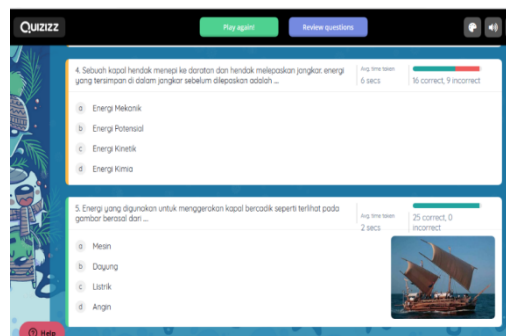 QUIZIZZ
Play again!
Review questions
4. Sebuah kapal hendak menepi ke daratan dan hendak melepaskan jangkar. energi
yang tersimpan di dalam jangkar sebelum dilepaskan adalah ...
Avg. time taken
6 secs
16 correct, 9 incorrect
a Energi Mekanik
b Energi Potensial
c Energi Kinetik
d Energi Kimia
5. Energi yang digunakan untuk menggerakan kapal bercadik seperti terlihat pada
gambar berasal dari ...
Avg. time taken
2 secs
25 correct, 0
incorrect
a Mesin
b Dayung
c Listrik
d Angin
? Help